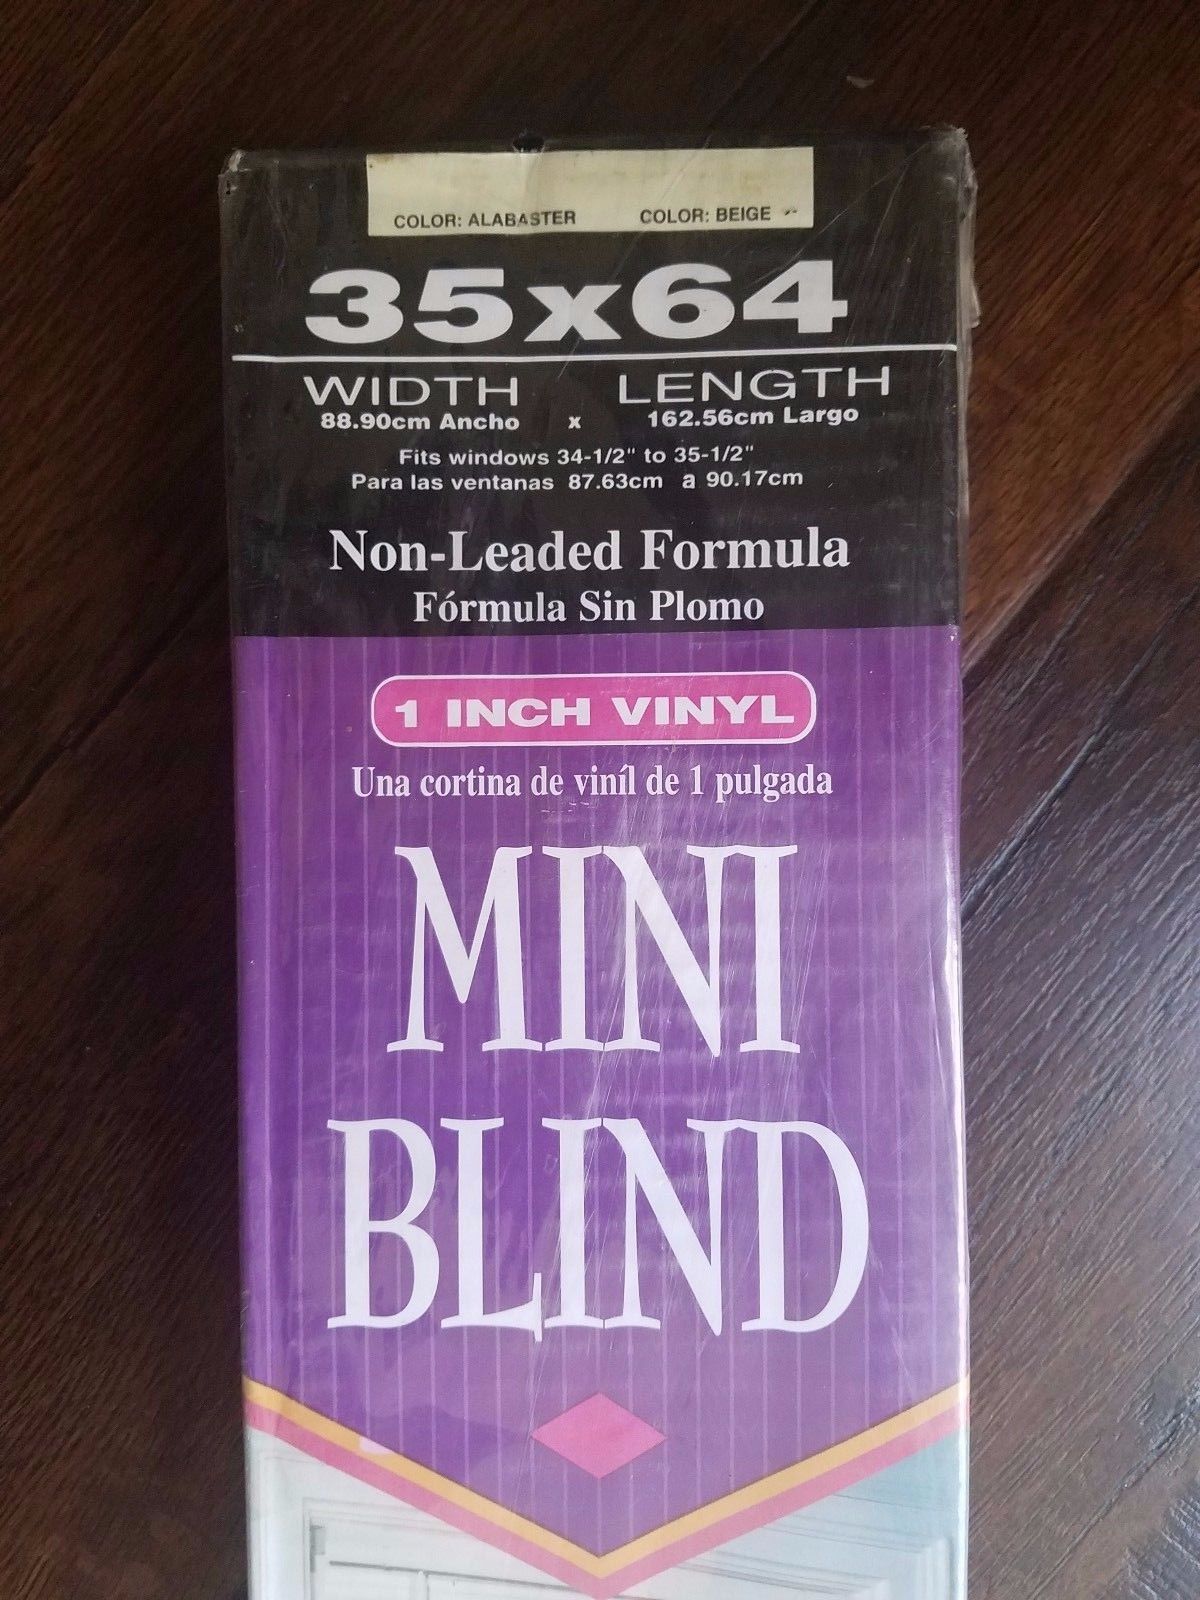 COLOR: ALABASTER COLOR: BEIGE
35x64
WIDTH LENGTH
88.90cm Ancho x 162.56cm Largo
Fits windows 34-1/2" to 35-1/2"
Para las ventanas 87.63cm a 90.17cm
Non-Leaded Formula
Fórmula Sin Plomo
1 INCH VINYL
Una cortina de viníl de 1 pulgada
MINI
BLIND